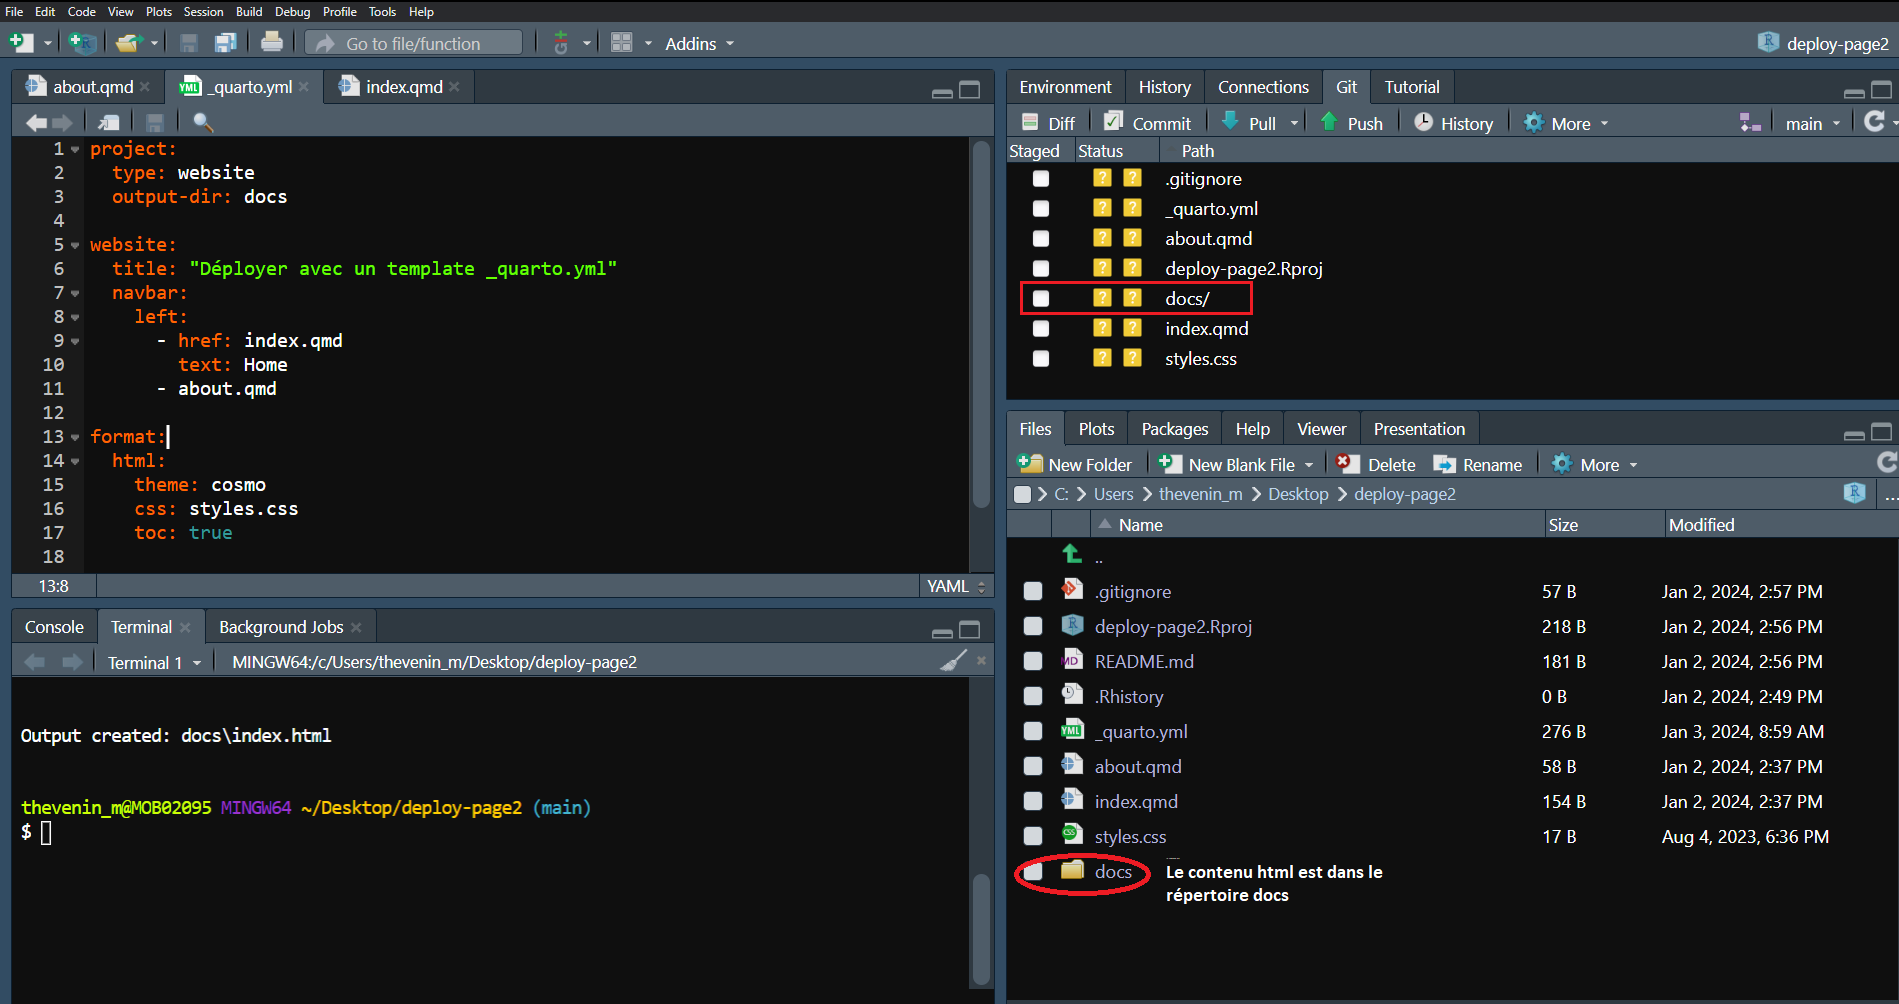 File Edit Code View Plots Session Build Debug Profile Tools Help
Go to file/function Addins deploy-page2
about.qmd _quarto.yml index.qmd
1 project:
2 type: website
3 output-dir: docs
4
5 website:
6 title: "Déployer avec un template _quarto.yml"
7 navbar:
8 left:
9 - href: index.qmd
10 text: Home
11 - about.qmd
12
13 format:
14 html:
15 theme: cosmo
16 css: styles.css
17 toc: true
18
13:8 YAML
Console Terminal Background Jobs
Terminal 1 MINGW64:/c/Users/thevenin_m/Desktop/deploy-page2
Output created: docs\index.html
thevenin_m@MOB02095 MINGW64 ~/Desktop/deploy-page2 (main)
$
Environment History Connections Git Tutorial
Diff Commit Pull Push History More main
Staged Status Path
? ? .gitignore
? ? _quarto.yml
? ? about.qmd
? ? deploy-page2.Rproj
? ? docs/
? ? index.qmd
? ? styles.css
Files Plots Packages Help Viewer Presentation
New Folder New Blank File Delete Rename More
C: Users thevenin_m Desktop deploy-page2 ...
Name Size Modified
..
.gitignore 57 B Jan 2, 2024, 2:57 PM
deploy-page2.Rproj 218 B Jan 2, 2024, 2:56 PM
README.md 181 B Jan 2, 2024, 2:56 PM
.Rhistory 0 B Jan 2, 2024, 2:49 PM
_quarto.yml 276 B Jan 3, 2024, 8:59 AM
about.qmd 58 B Jan 2, 2024, 2:37 PM
index.qmd 154 B Jan 2, 2024, 2:37 PM
styles.css 17 B Aug 4, 2023, 6:36 PM
docs Le contenu html est dans le
répertoire docs